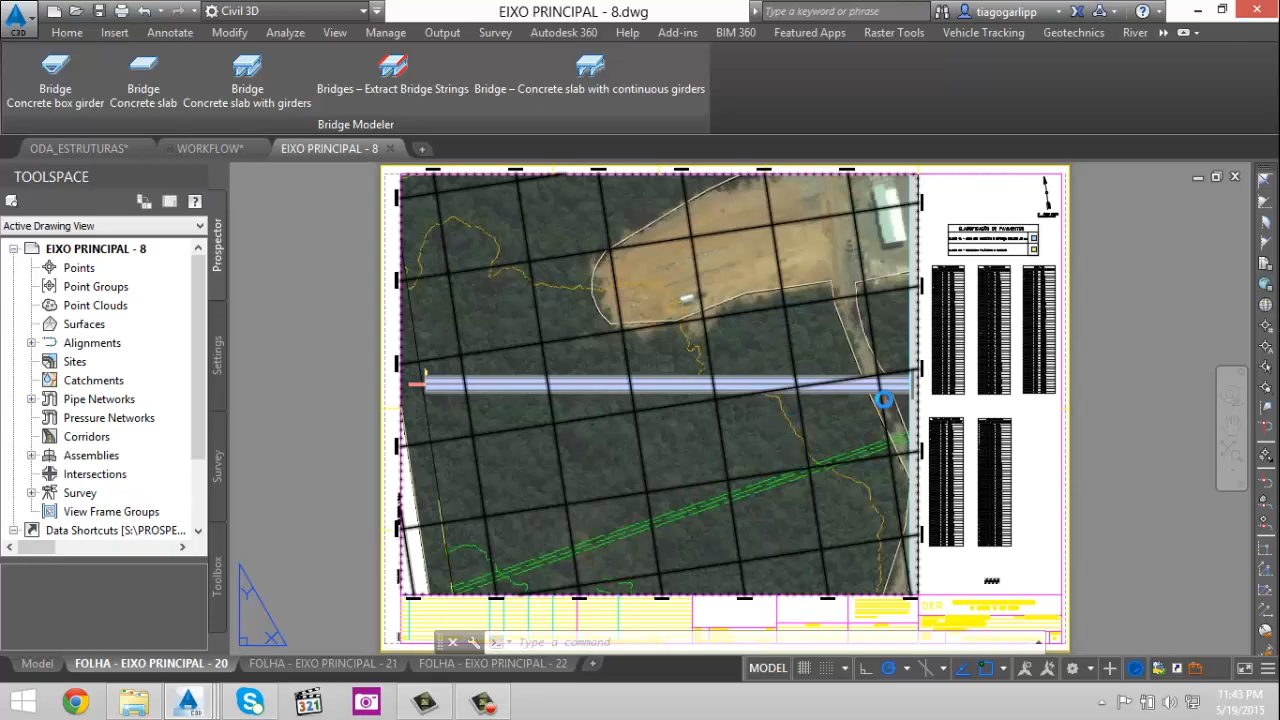 Civil 3D
EIXO PRINCIPAL - 8.dwg
Type a keyword or phrase
tiagogarlipp
C3D
Home Insert Annotate Modify Analyze View Manage Output Survey Autodesk 360 Help Add-ins BIM 360 Featured Apps Raster Tools Vehicle Tracking Geotechnics River
Bridge
Concrete box girder
Bridge
Concrete slab
Bridge
Concrete slab with girders
Bridges – Extract Bridge Strings
Bridge – Concrete slab with continuous girders
Bridge Modeler
ODA_ESTRUTURAS* WORKFLOW* EIXO PRINCIPAL - 8
TOOLSPACE
Active Drawing View
EIXO PRINCIPAL - 8
Points
Point Groups
Point Clouds
Surfaces
Alignments
Sites
Catchments
Pipe Networks
Pressure Networks
Corridors
Assemblies
Intersections
Survey
View Frame Groups
Data Shortcuts [S:\PROSPE...
Prospector
Settings
Survey
Toolbox
CLASSIFICAÇÃO DE PAVIMENTOS
####
DER
Y
X
Type a command
Model FOLHA - EIXO PRINCIPAL - 20 FOLHA - EIXO PRINCIPAL - 21 FOLHA - EIXO PRINCIPAL - 22
MODEL
321
11:43 PM
5/19/2015